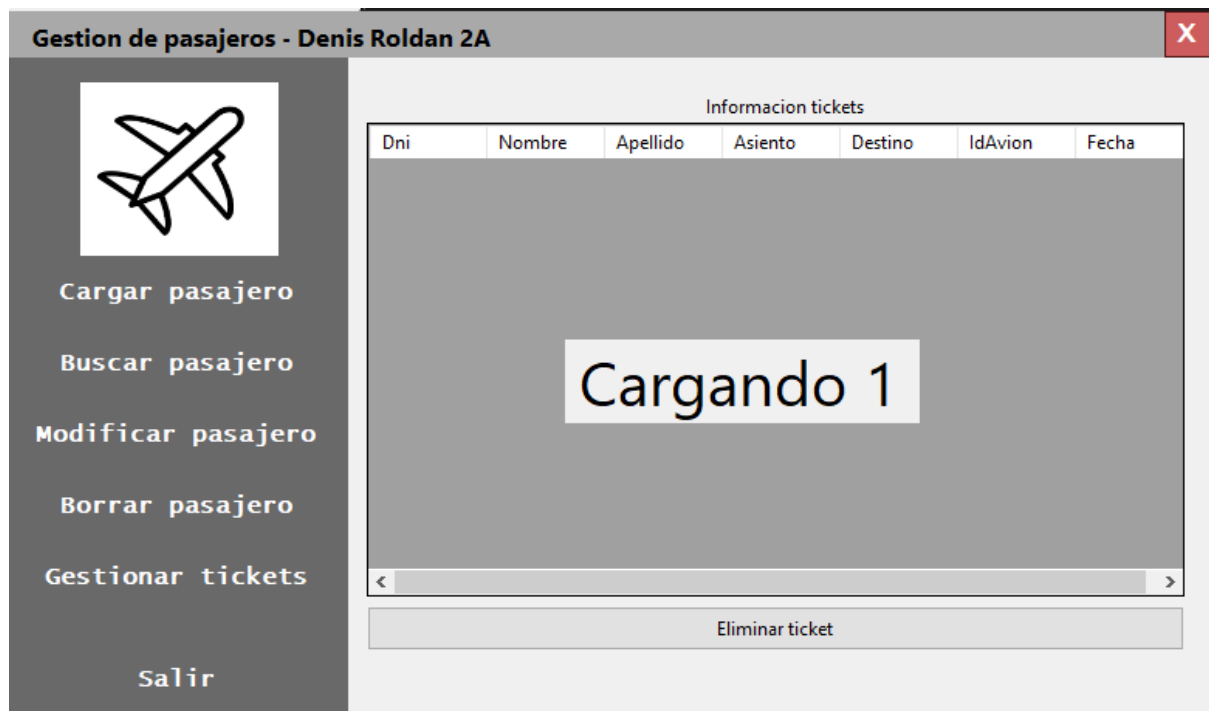 Gestion de pasajeros - Denis Roldan 2A
X
Cargar pasajero
Buscar pasajero
Modificar pasajero
Borrar pasajero
Gestionar tickets
Salir
Informacion tickets
Dni Nombre Apellido Asiento Destino IdAvion Fecha
Cargando 1
Eliminar ticket